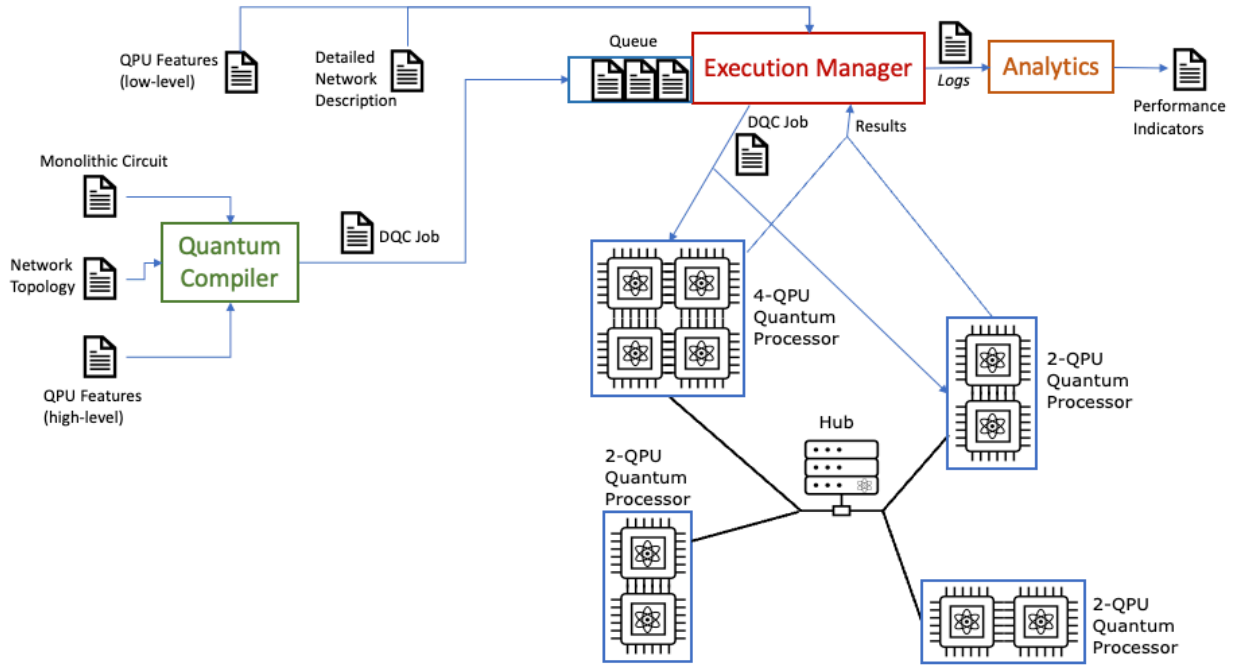 QPU Features
(low-level)
Detailed
Network
Description
Queue
Execution Manager
Logs
Analytics
Performance
Indicators
Monolithic Circuit
Network
Topology
QPU Features
(high-level)
Quantum
Compiler
DQC Job
DQC Job
Results
4-QPU
Quantum
Processor
2-QPU
Quantum
Processor
Hub
2-QPU
Quantum
Processor
2-QPU
Quantum
Processor